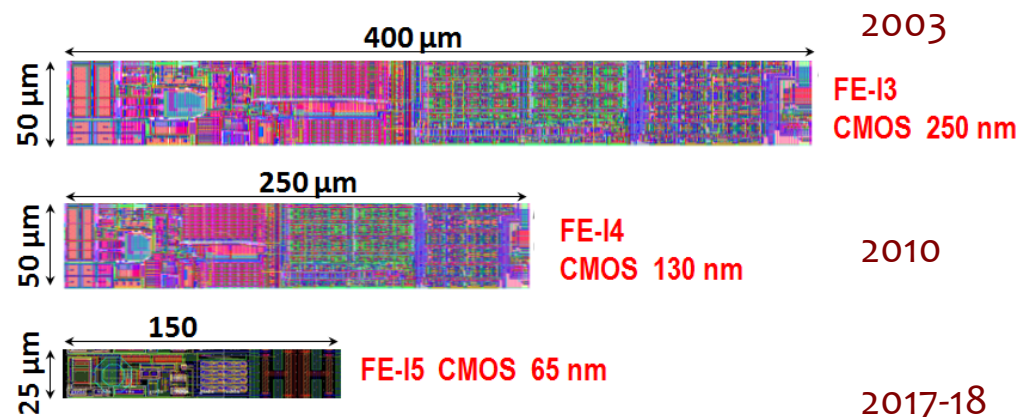 2003
400 µm
50 µm
FE-I3
CMOS 250 nm
250 µm
50 µm
FE-I4
CMOS 130 nm
2010
150
25 µm
FE-I5 CMOS 65 nm
2017-18